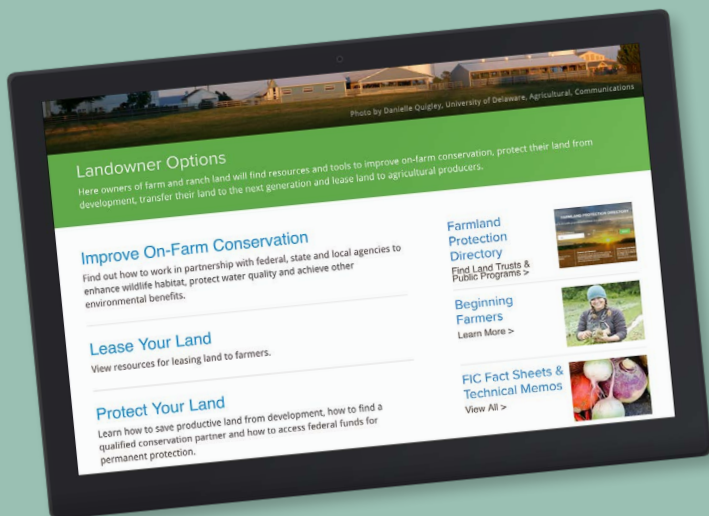 Photo by Danielle Quigley, University of Delaware, Agricultural, Communications
Landowner Options
Here owners of farm and ranch land will find resources and tools to improve on-farm conservation, protect their land from
development, transfer their land to the next generation and lease land to agricultural producers.
Improve On-Farm Conservation
Find out how to work in partnership with federal, state and local agencies to
enhance wildlife habitat, protect water quality and achieve other
environmental benefits.
Lease Your Land
View resources for leasing land to farmers.
Protect Your Land
Learn how to save productive land from development, how to find a
qualified conservation partner and how to access federal funds for
permanent protection.
Farmland
Protection
Directory
Find Land Trusts &
Public Programs >
FARMLAND PROTECTION DIRECTORY
Beginning
Farmers
Learn More >
FIC Fact Sheets &
Technical Memos
View All >